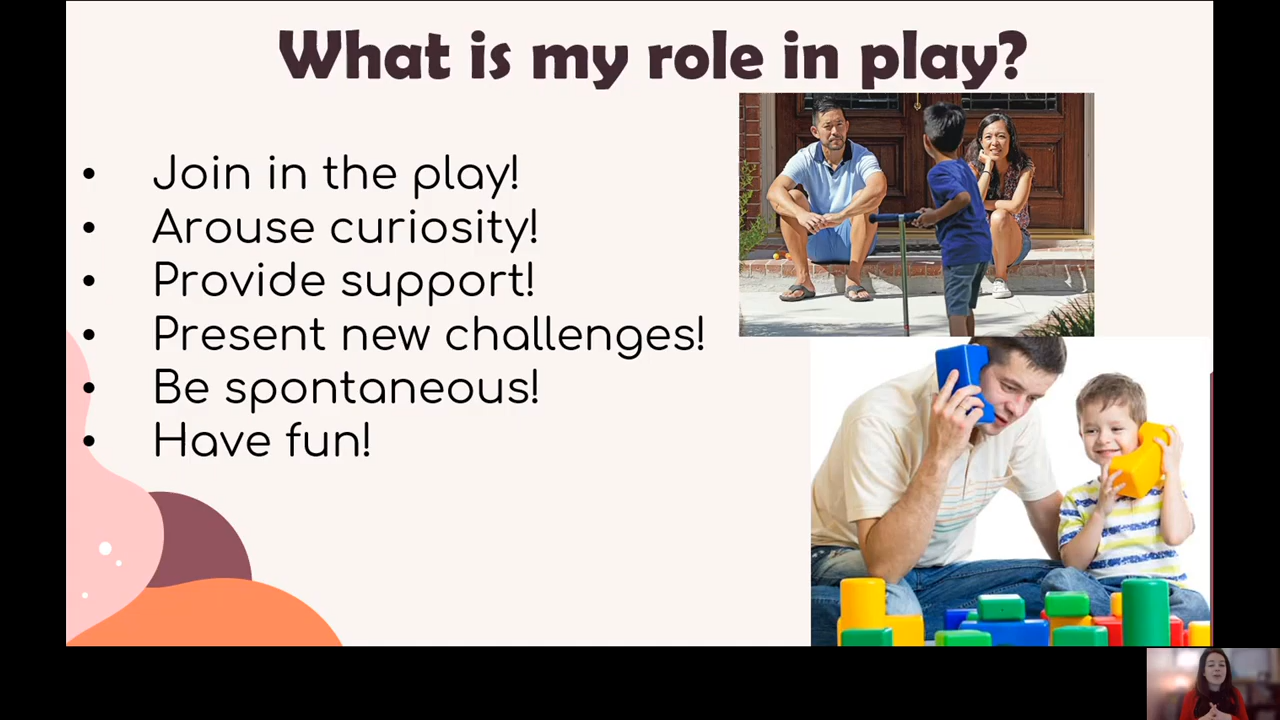 What is my role in play?
• Join in the play!
• Arouse curiosity!
• Provide support!
• Present new challenges!
• Be spontaneous!
• Have fun!